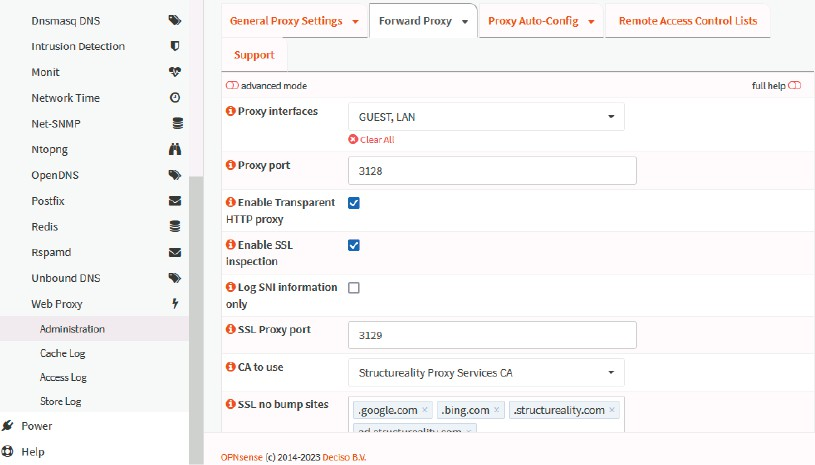 Dnsmasq DNS
Intrusion Detection
Monit
Network Time
Net-SNMP
Ntopng
OpenDNS
Postfix
Redis
Rspamd
Unbound DNS
Web Proxy
Administration
Cache Log
Access Log
Store Log
Power
Help
General Proxy Settings
Forward Proxy
Proxy Auto-Config
Remote Access Control Lists
Support
advanced mode
full help
Proxy interfaces
GUEST, LAN
Clear All
Proxy port
3128
Enable Transparent
HTTP proxy
Enable SSL
inspection
Log SNI information
only
SSL Proxy port
3129
CA to use
Structureality Proxy Services CA
SSL no bump sites
.google.com × .bing.com × .structureality.com ×
ad.structureality.com ×
OPNsense (c) 2014-2023 Deciso B.V.